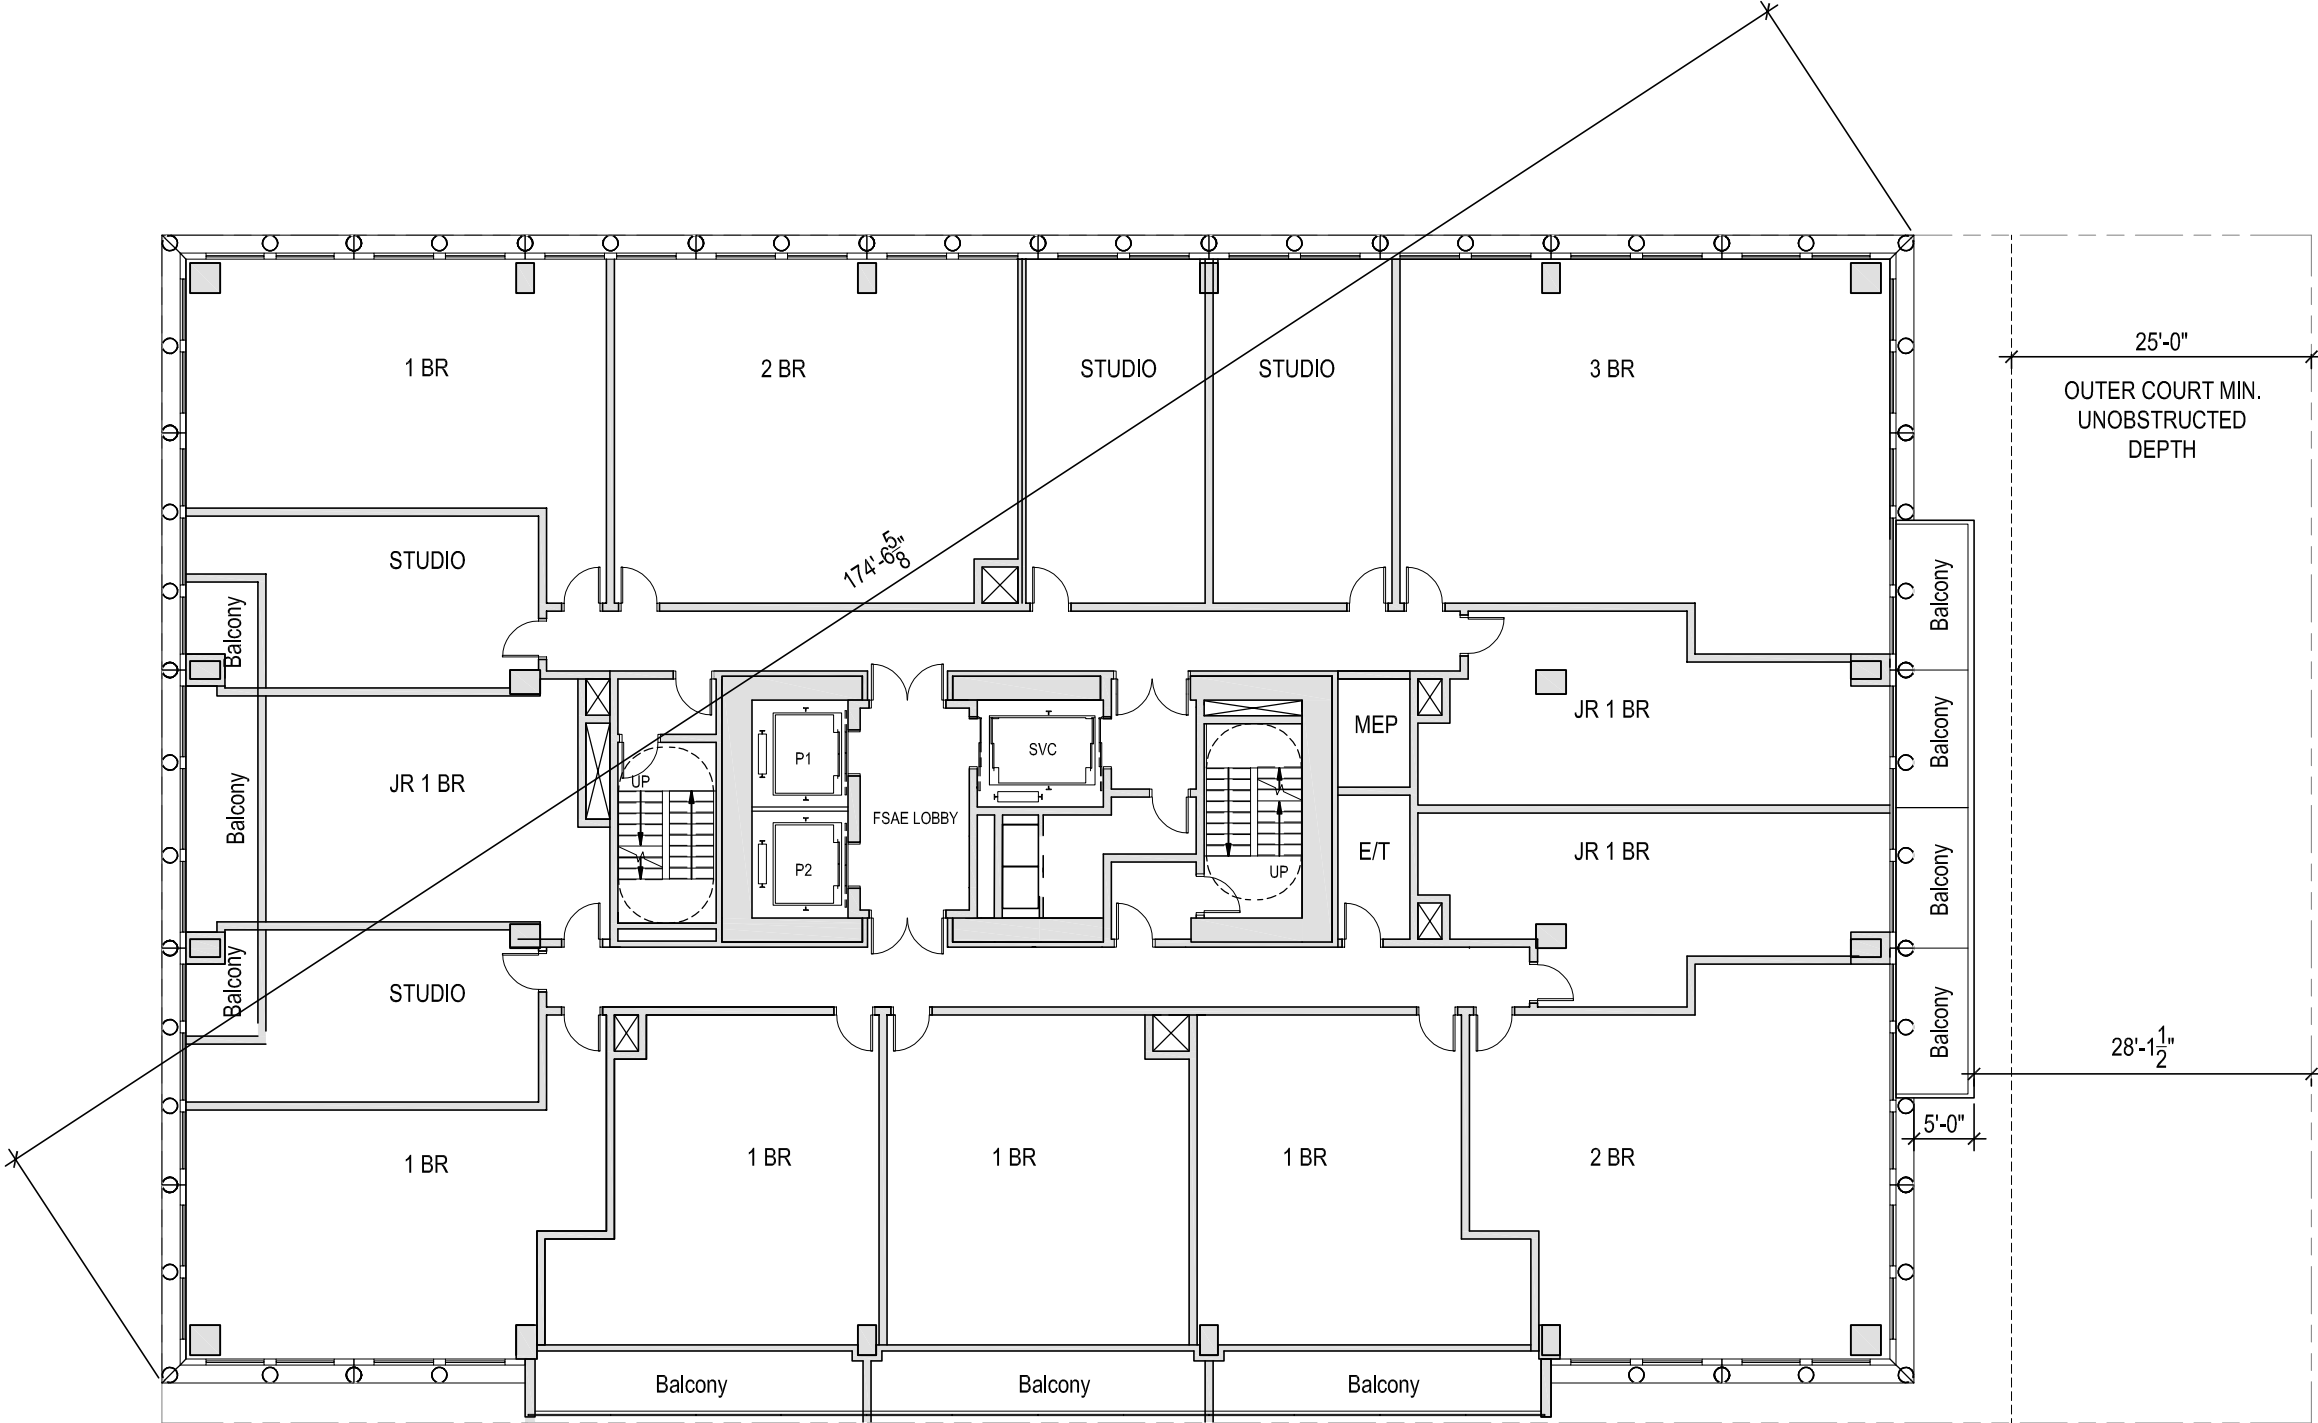 25'-0"
1 BR
2 BR
STUDIO
STUDIO
3 BR
OUTER COURT MIN.
UNOBSTRUCTED
DEPTH
174'-6 5/8"
STUDIO
Balcony
Balcony
JR 1 BR
MEP
Balcony
SVC
P1
UP
JR 1 BR
Balcony
FSAE LOBBY
E/T
JR 1 BR
Balcony
P2
UP
Balcony
STUDIO
Balcony
28'-1 1/2"
5'-0"
1 BR
1 BR
1 BR
1 BR
2 BR
Balcony
Balcony
Balcony